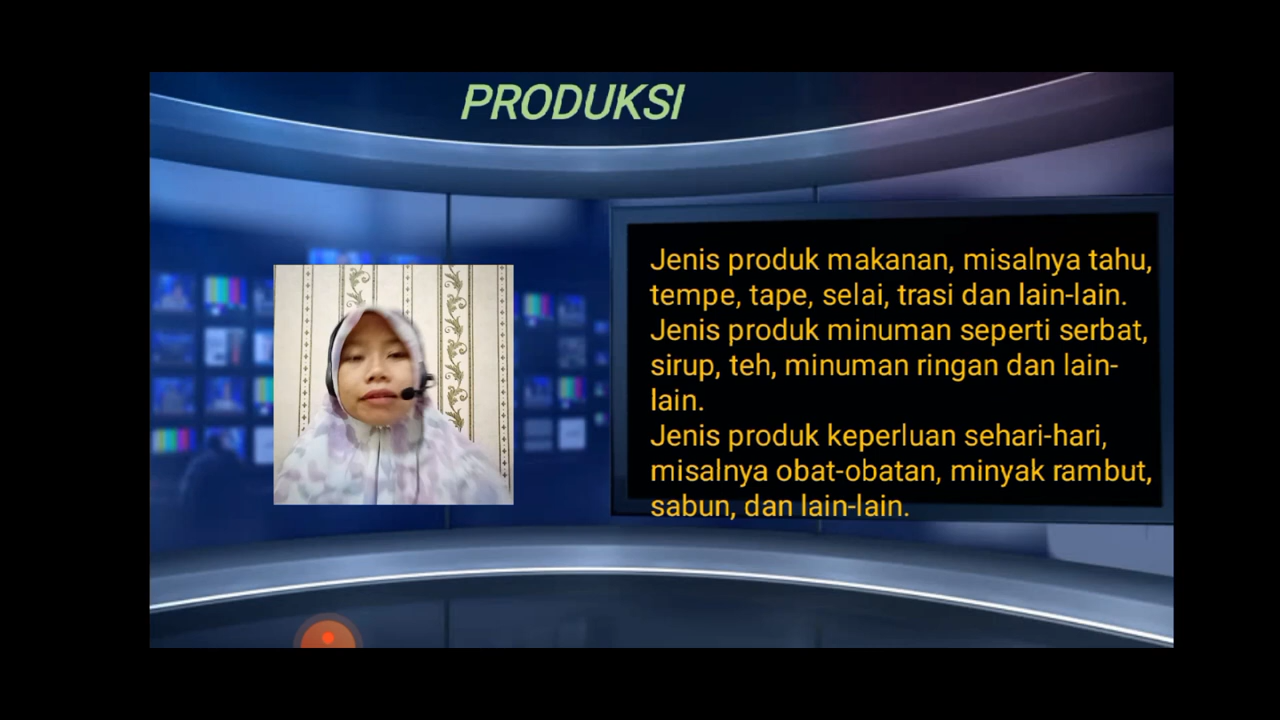 PRODUKSI
Jenis produk makanan, misalnya tahu,
tempe, tape, selai, trasi dan lain-lain.
Jenis produk minuman seperti serbat,
sirup, teh, minuman ringan dan lain-
lain.
Jenis produk keperluan sehari-hari,
misalnya obat-obatan, minyak rambut,
sabun, dan lain-lain.